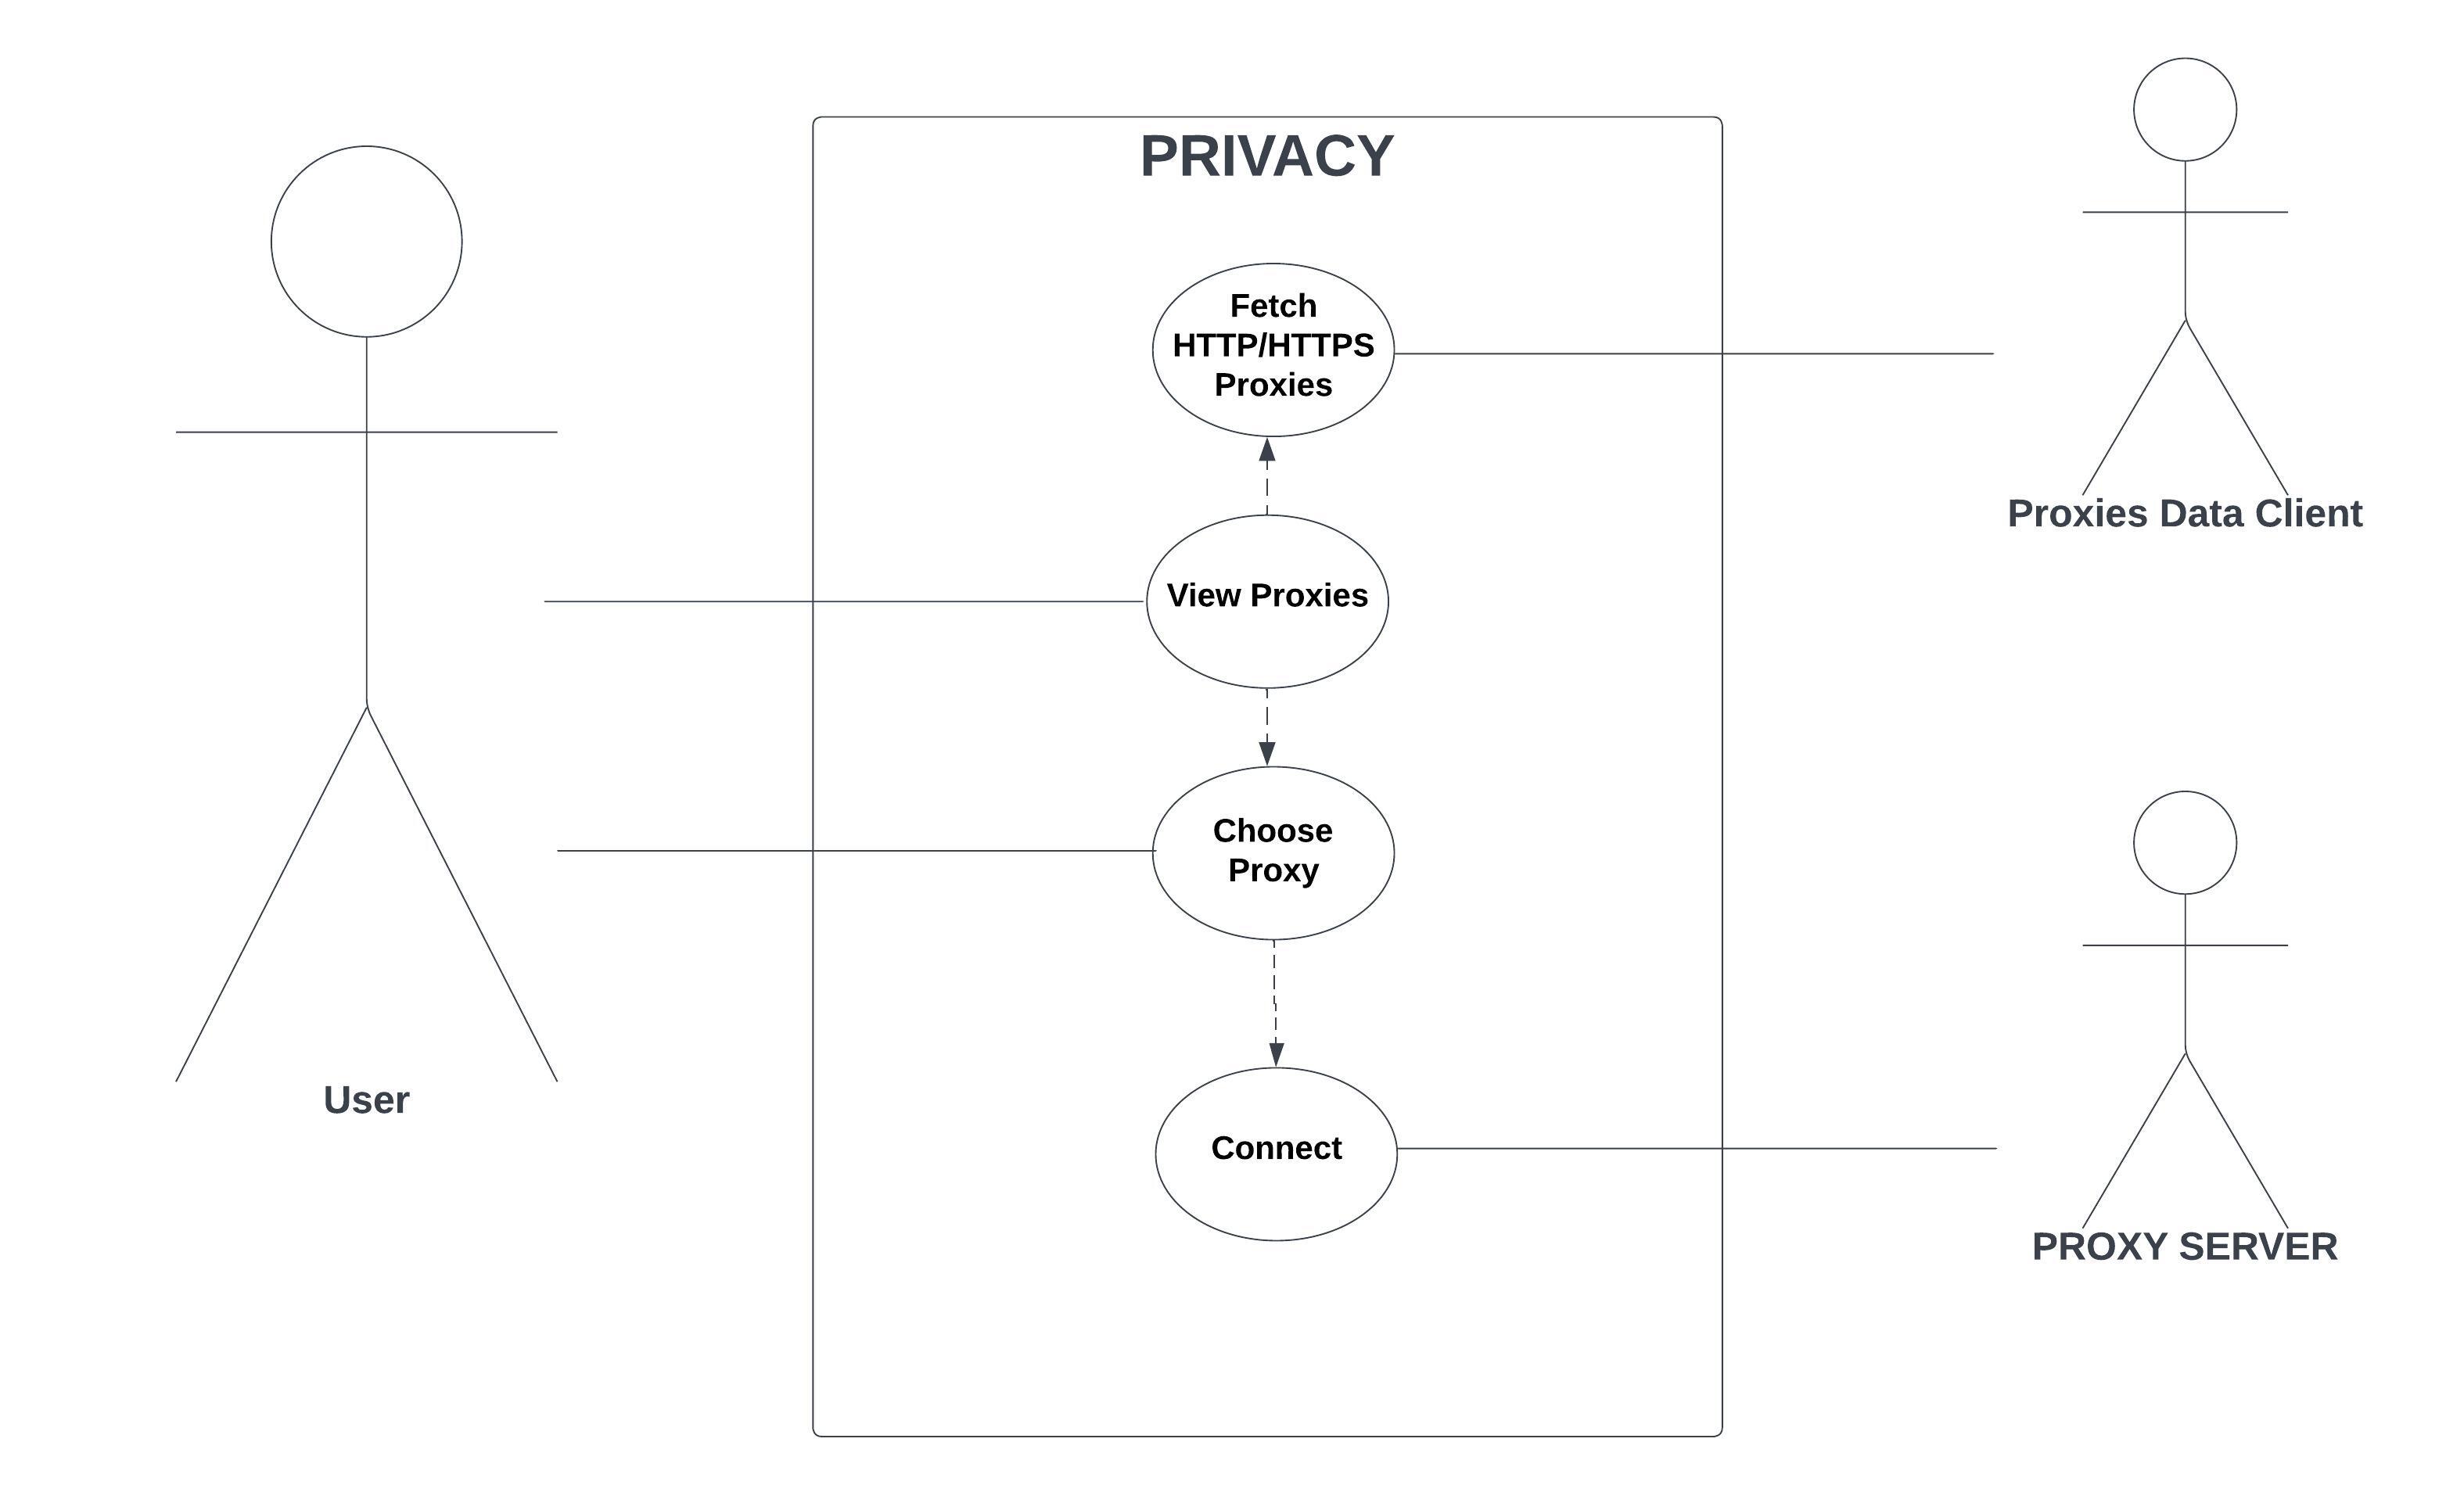 PRIVACY
Fetch
HTTP/HTTPS
Proxies
Proxies Data Client
View Proxies
Choose
Proxy
User
Connect
PROXY SERVER